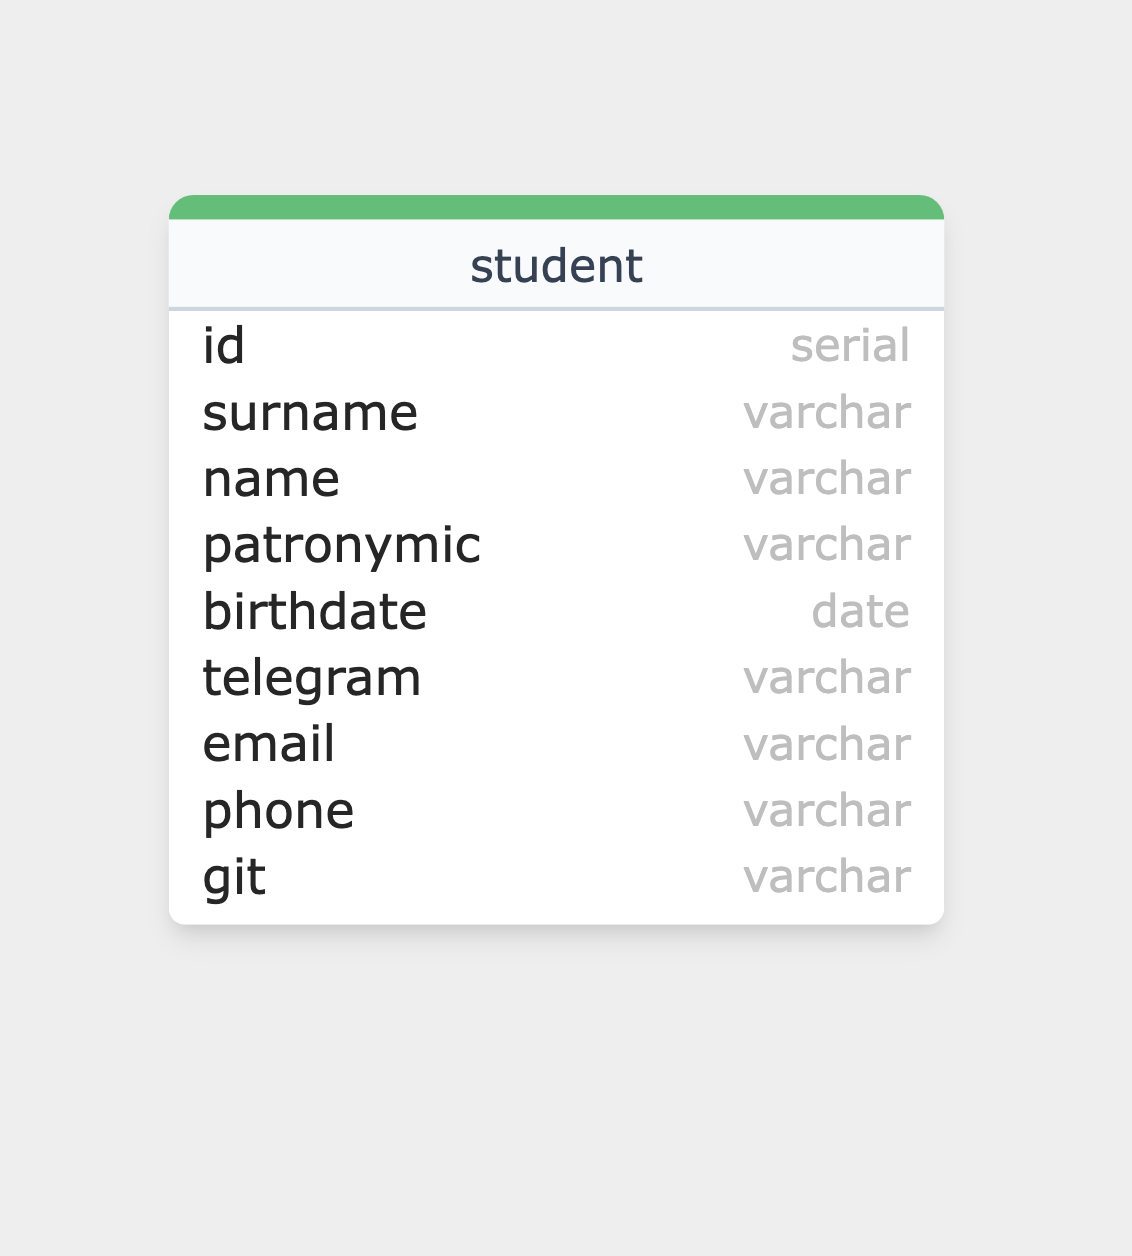 student
id serial
surname varchar
name varchar
patronymic varchar
birthdate date
telegram varchar
email varchar
phone varchar
git varchar